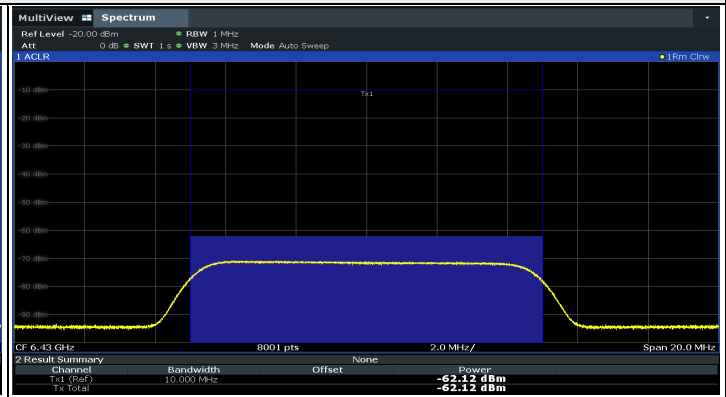 MultiView Spectrum
Ref Level -20.00 dBm RBW 1 MHz
Att 0 dB SWT 1 s VBW 3 MHz Mode Auto Sweep
1 ACLR 1Rm Clrw
Tx1
-10 dBm
-20 dBm
-30 dBm
-40 dBm
-50 dBm
-60 dBm
-70 dBm
-80 dBm
-90 dBm
CF 6.43 GHz 8001 pts 2.0 MHz/ Span 20.0 MHz
2 Result Summary None
Channel Bandwidth Offset Power
Tx1 (Ref) 10.000 MHz -62.12 dBm
Tx Total -62.12 dBm